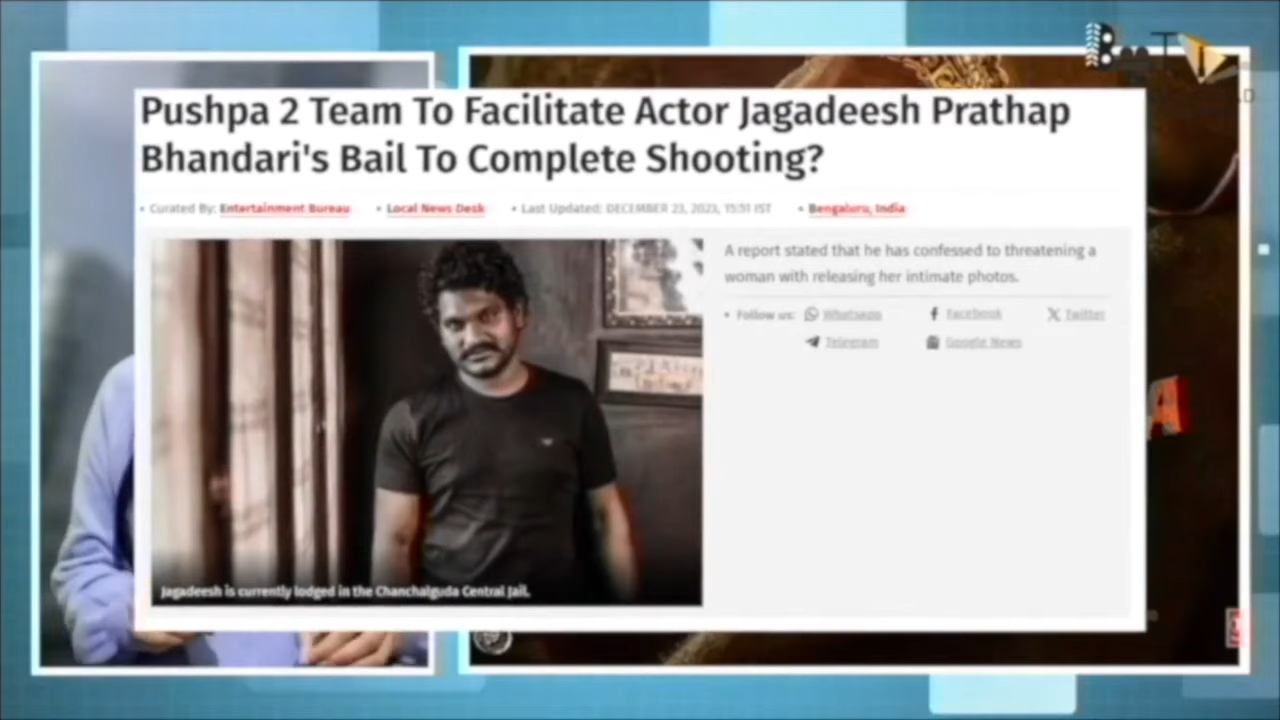 Pushpa 2 Team To Facilitate Actor Jagadeesh Prathap
Bhandari's Bail To Complete Shooting?
• Curated By: Entertainment Bureau • Local News Desk • Last Updated: DECEMBER 23, 2023, 15:51 IST • Bengaluru, India
A report stated that he has confessed to threatening a
woman with releasing her intimate photos.
• Follow us: Whatsapp Facebook Twitter
Telegram Google News
Jagadeesh is currently lodged in the Chanchalguda Central Jail.
A